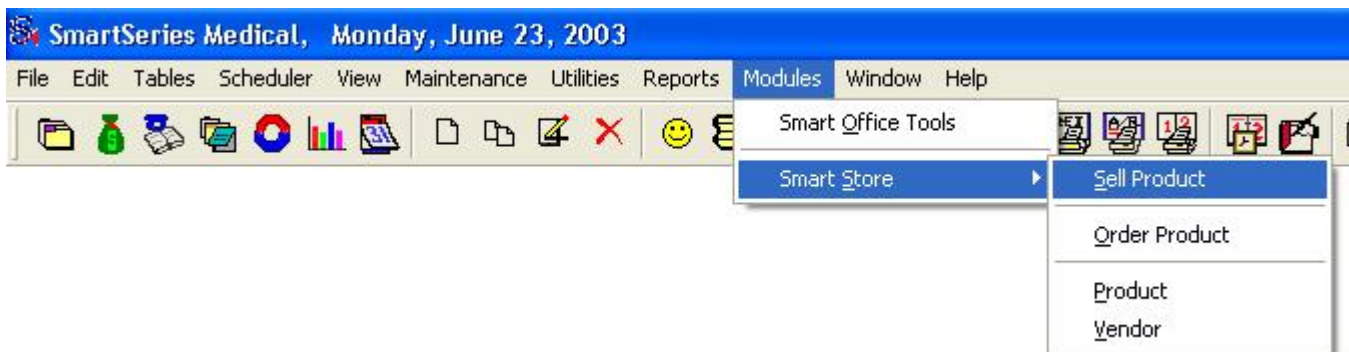 SmartSeries Medical, Monday, June 23, 2003
File Edit Tables Scheduler View Maintenance Utilities Reports Modules Window Help
Smart Office Tools
Smart Store
Sell Product
Order Product
Product
Vendor